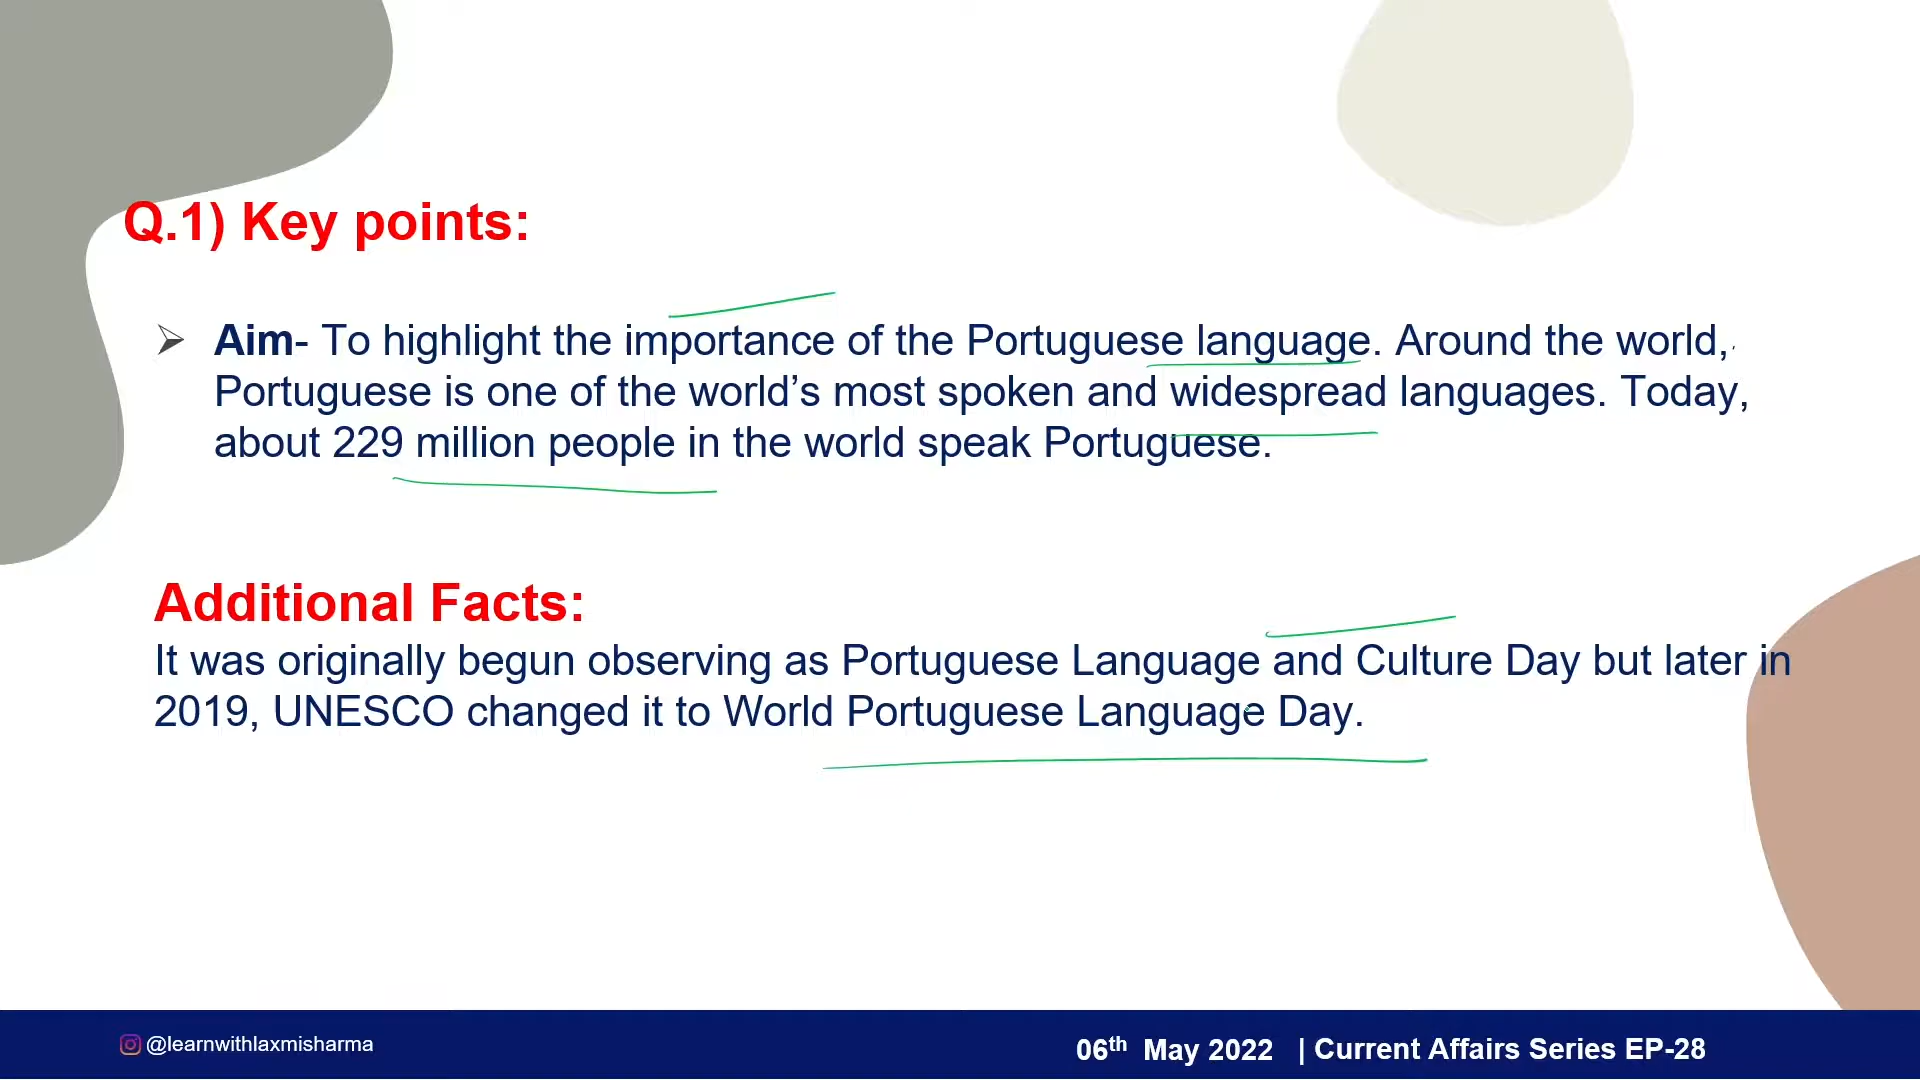 Q.1) Key points:
➢ Aim- To highlight the importance of the Portuguese language. Around the world,
Portuguese is one of the world’s most spoken and widespread languages. Today,
about 229 million people in the world speak Portuguese.
Additional Facts:
It was originally begun observing as Portuguese Language and Culture Day but later in
2019, UNESCO changed it to World Portuguese Language Day.
@learnwithlaxmisharma
06th May 2022 | Current Affairs Series EP-28